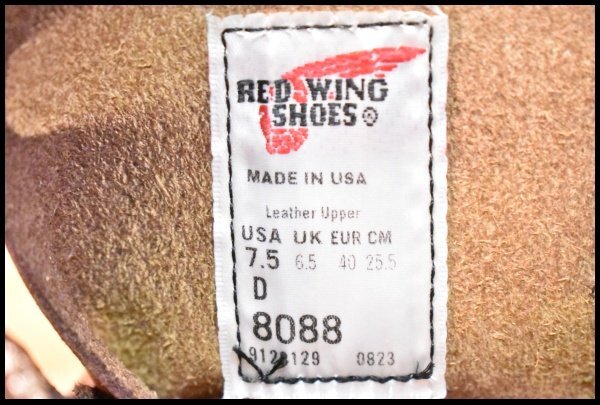 RED WING
SHOES®
MADE IN USA
Leather Upper
USA UK EUR CM
7.5 6.5 40 25.5
D
8088
0823